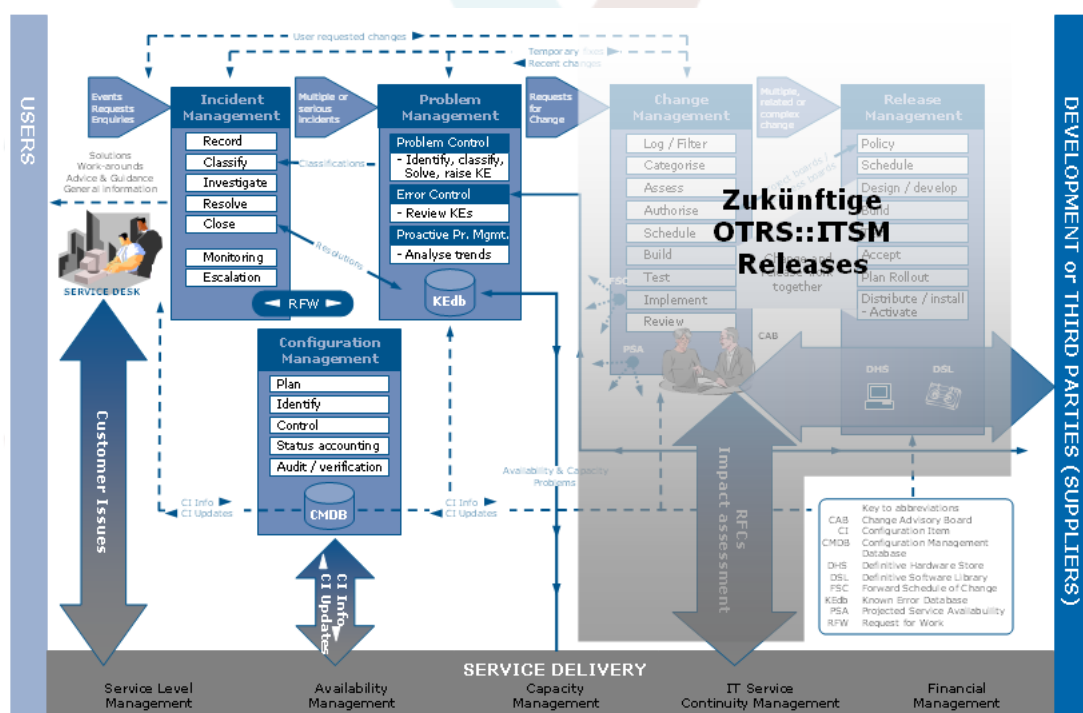 USERS
User requested changes
Temporary fixes
Recent changes
Events
Requests
Enquiries
Incident
Management
Record
Classify
Investigate
Resolve
Close
Monitoring
Escalation
Multiple or
serious
incidents
Problem
Management
Problem Control
- Identify, classify,
Solve, raise KE
Error Control
- Review KEs
Proactive Pr. Mgmt.
- Analyse trends
KEdb
Classifications
Resolutions
RFW
Requests
for
Change
Change
Management
Log / Filter
Categorise
Assess
Authorise
Schedule
Build
Test
Implement
Review
FSC
PSA
CAB
Multiple,
related or
complex
change
Release
Management
Policy
Schedule
Design / develop
Build
Accept
Plan Rollout
Distribute / install
- Activate
DHS
DSL
Change and
together
Zukünftige
OTRS::ITSM
Releases
Solutions
Work-arounds
Advice & Guidance
General information
SERVICE DESK
Configuration
Management
Plan
Identify
Control
Status accounting
Audit / verification
CMDB
CI Info
CI Updates
CI Info
CI Updates
Availability & Capacity
Problems
Customer Issues
CI Info
CI Updates
RFCs
Impact assessment
Key to abbreviations
CAB Change Advisory Board
CI Configuration Item
CMDB Configuration Management
Database
DHS Definitive Hardware Store
DSL Definitive Software Library
FSC Forward Schedule of Change
KEdb Known Error Database
PSA Projected Service Availability
RFW Request for Work
DEVELOPMENT or THIRD PARTIES (SUPPLIERS)
SERVICE DELIVERY
Service Level
Management
Availability
Management
Capacity
Management
IT Service
Continuity Management
Financial
Management